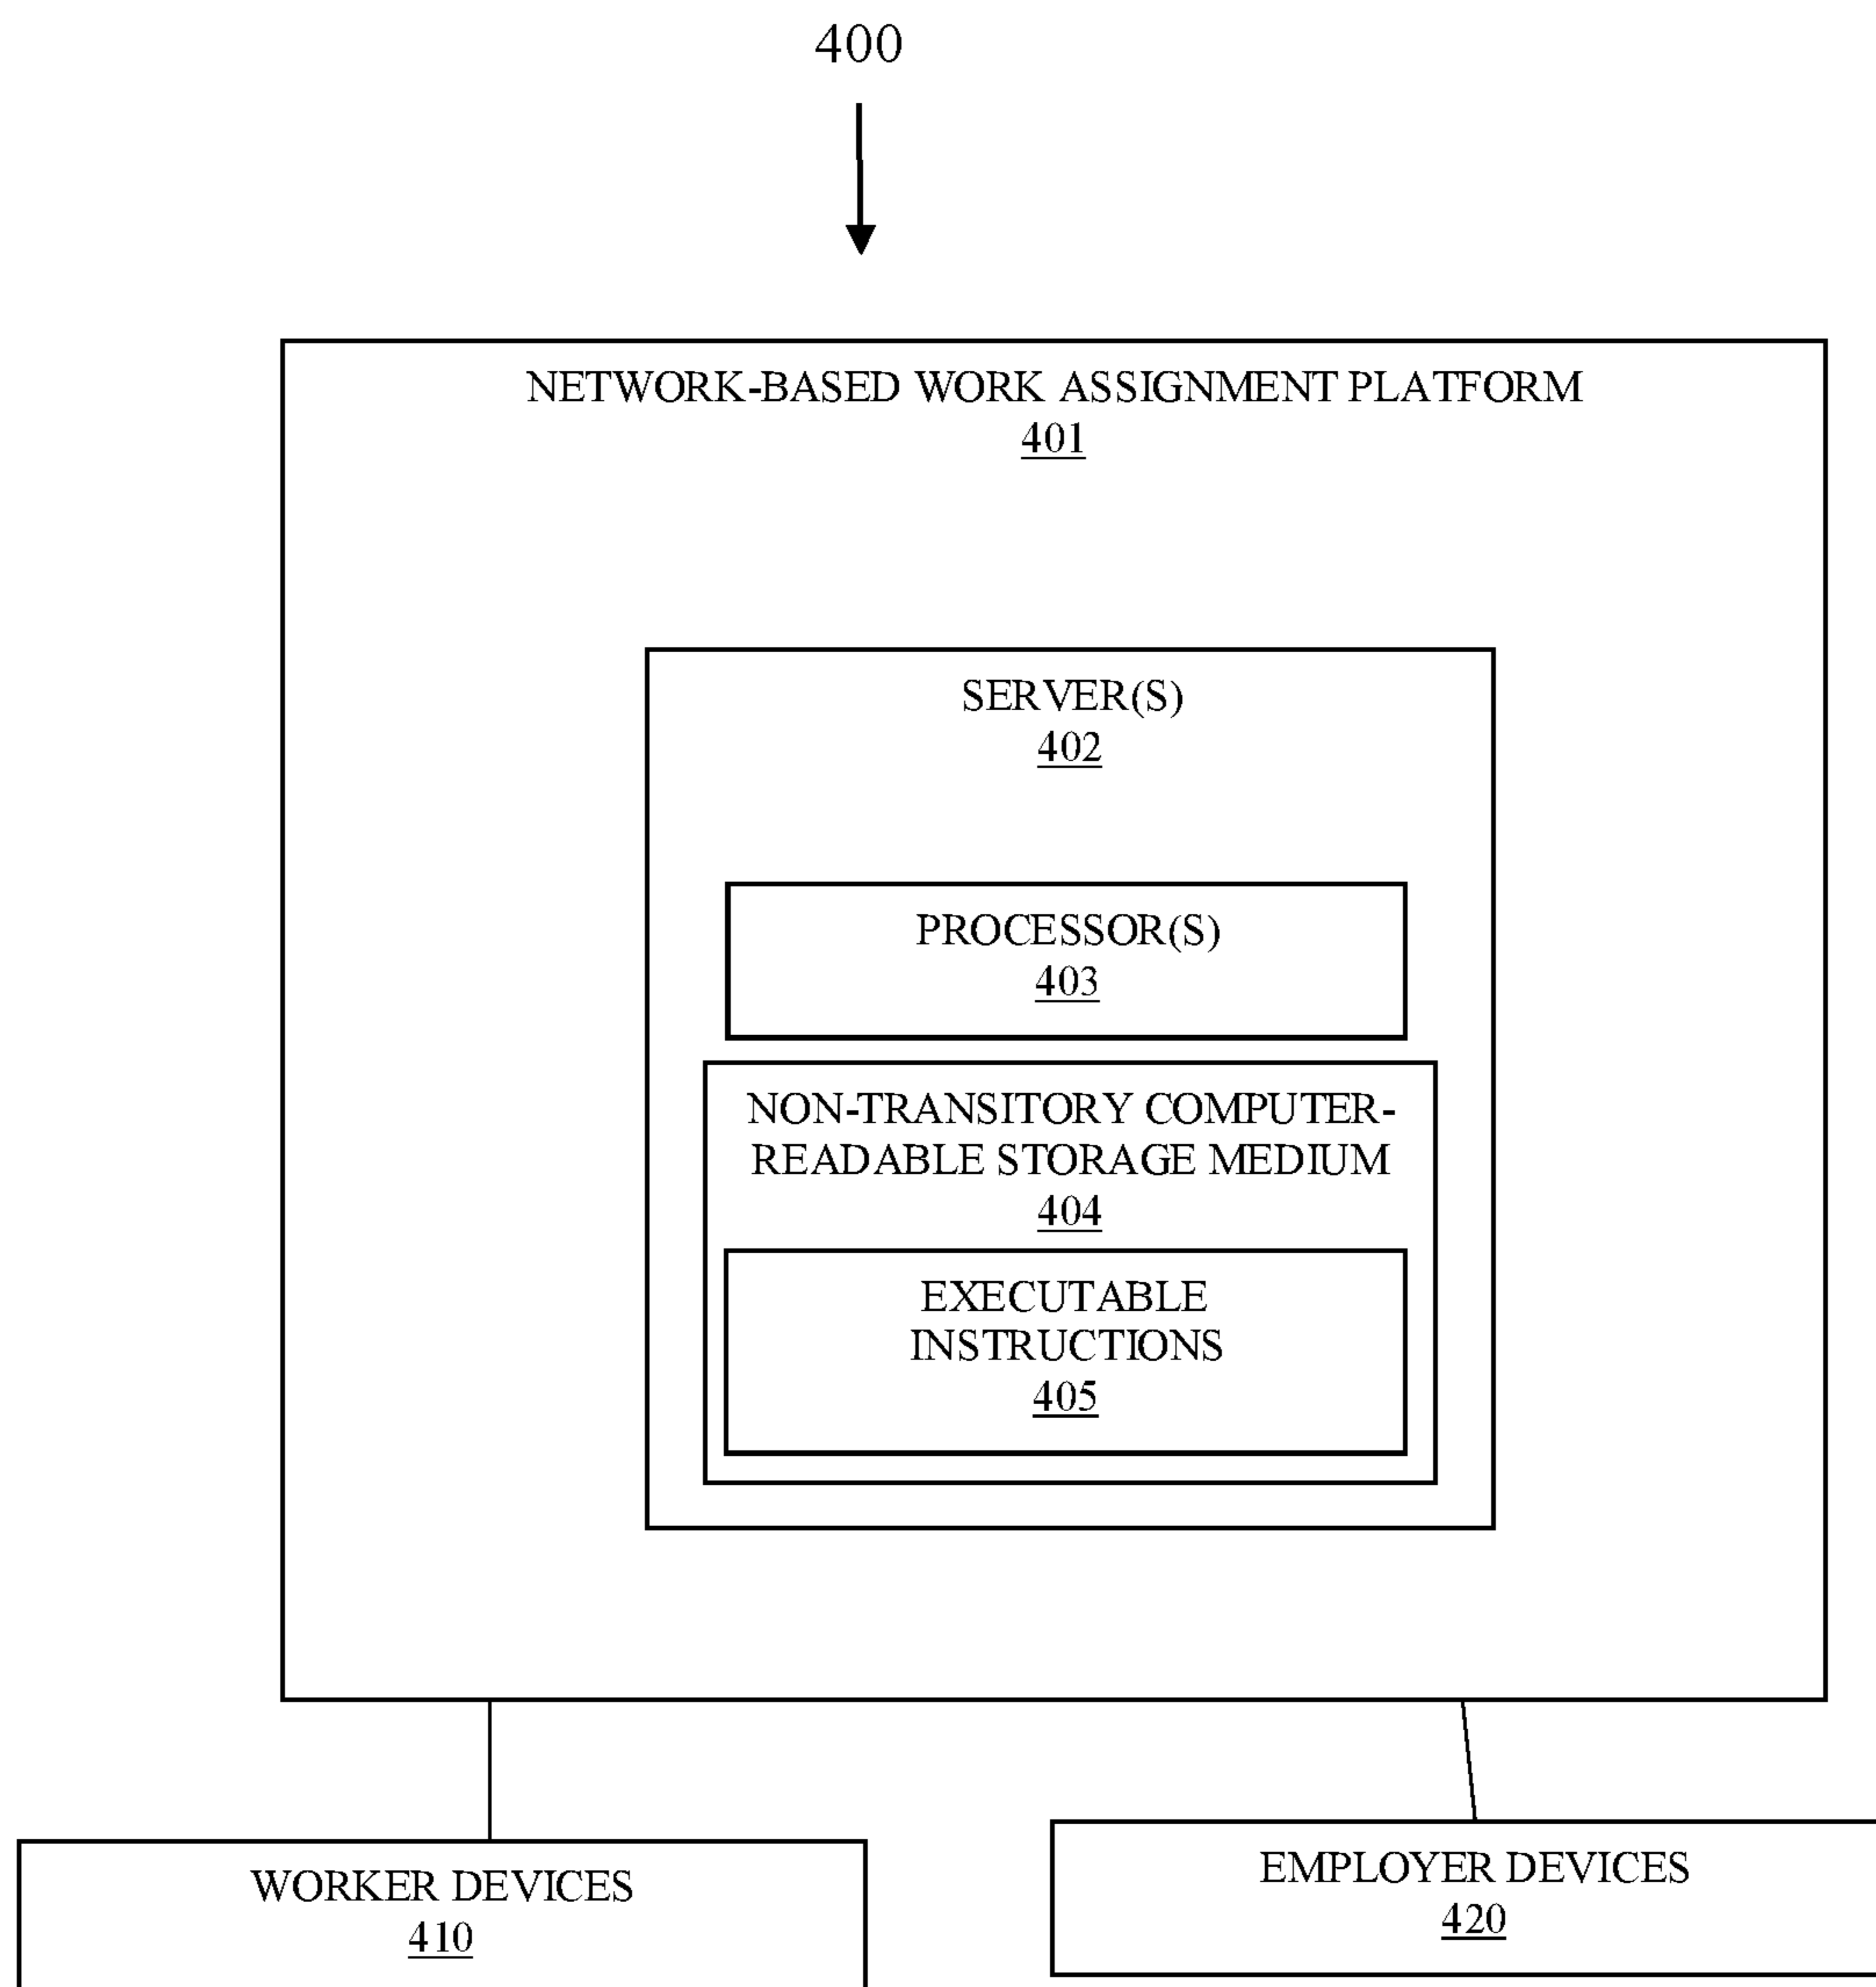 400
NETWORK-BASED WORK ASSIGNMENT PLATFORM
401
SERVER(S)
402
PROCESSOR(S)
403
NON-TRANSITORY COMPUTER-
READABLE STORAGE MEDIUM
404
EXECUTABLE
INSTRUCTIONS
405
WORKER DEVICES
410
EMPLOYER DEVICES
420